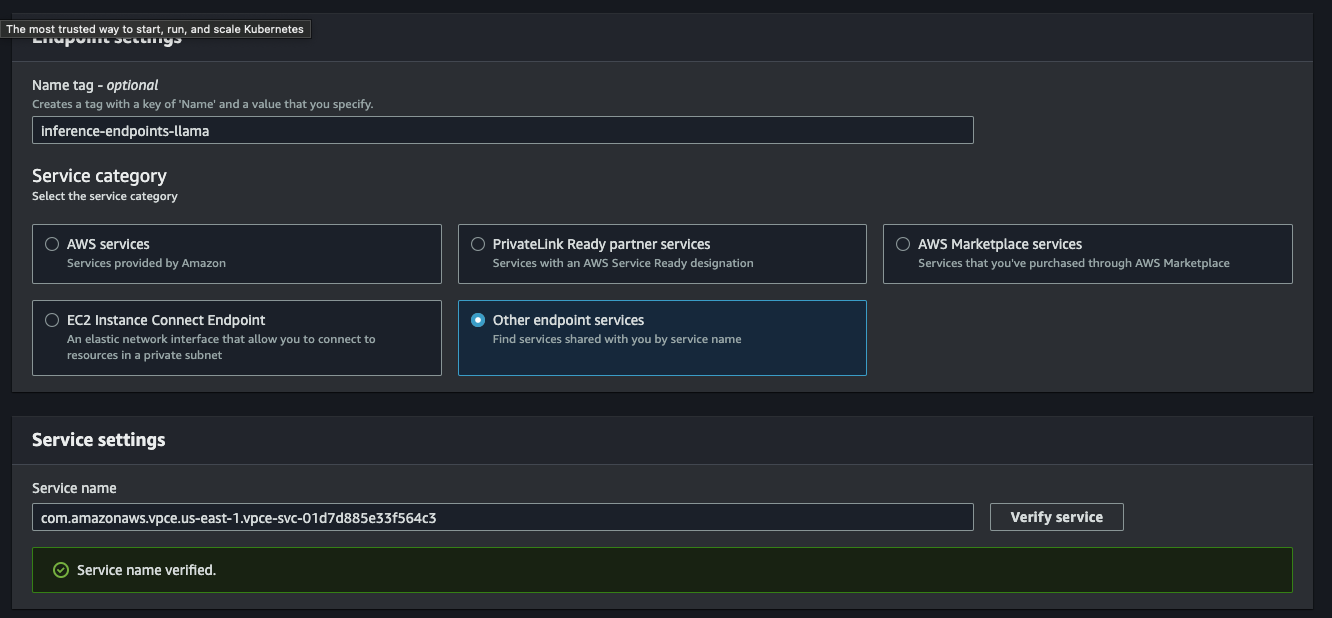 The most trusted way to start, run, and scale Kubernetes
Endpoint settings
Name tag - optional
Creates a tag with a key of 'Name' and a value that you specify.
inference-endpoints-llama
Service category
Select the service category
AWS services
Services provided by Amazon
PrivateLink Ready partner services
Services with an AWS Service Ready designation
AWS Marketplace services
Services that you've purchased through AWS Marketplace
EC2 Instance Connect Endpoint
An elastic network interface that allow you to connect to
resources in a private subnet
Other endpoint services
Find services shared with you by service name
Service settings
Service name
com.amazonaws.vpce.us-east-1.vpce-svc-01d7d885e33f564c3
Verify service
Service name verified.